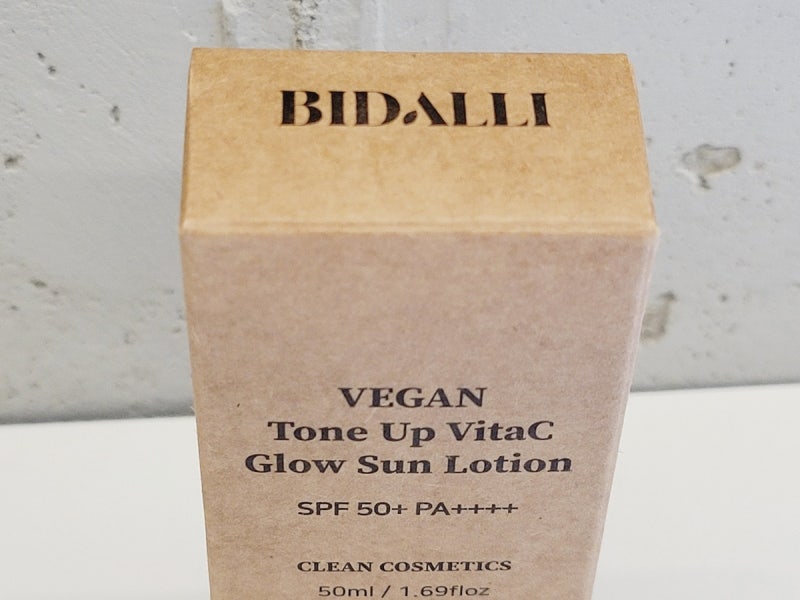 BIDALLI
VEGAN
Tone Up VitaC
Glow Sun Lotion
SPF 50+ PA++++
CLEAN COSMETICS
50ml / 1.69floz